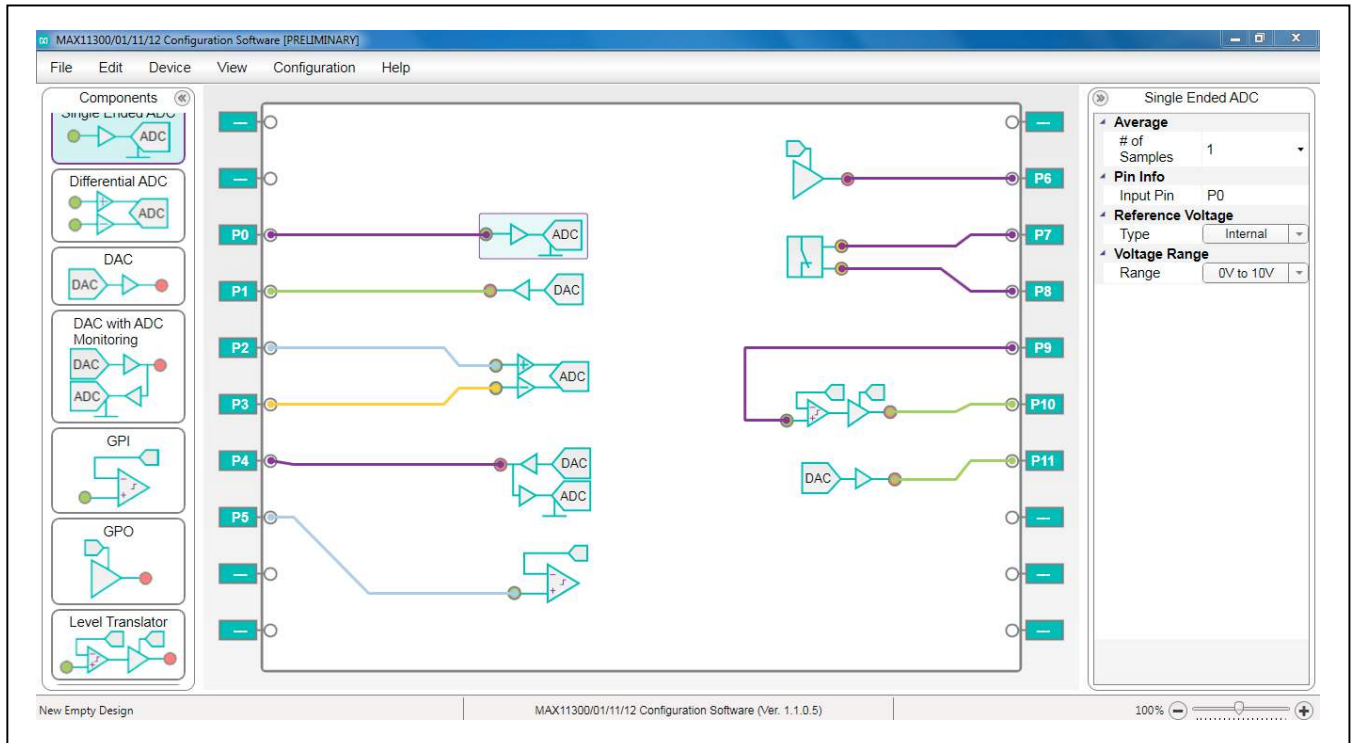 MAX11300/01/11/12 Configuration Software [PRELIMINARY]
File Edit Device View Configuration Help
Components
Single Ended ADC
ADC
Differential ADC
ADC
DAC
DAC
DAC with ADC
Monitoring
DAC
ADC
GPI
GPO
Level Translator
P0
P1
P2
P3
P4
P5
ADC
DAC
ADC
DAC
ADC
DAC
P6
P7
P8
P9
P10
P11
Single Ended ADC
Average
# of
Samples 1
Pin Info
Input Pin P0
Reference Voltage
Type Internal
Voltage Range
Range 0V to 10V
New Empty Design
MAX11300/01/11/12 Configuration Software (Ver. 1.1.0.5)
100%